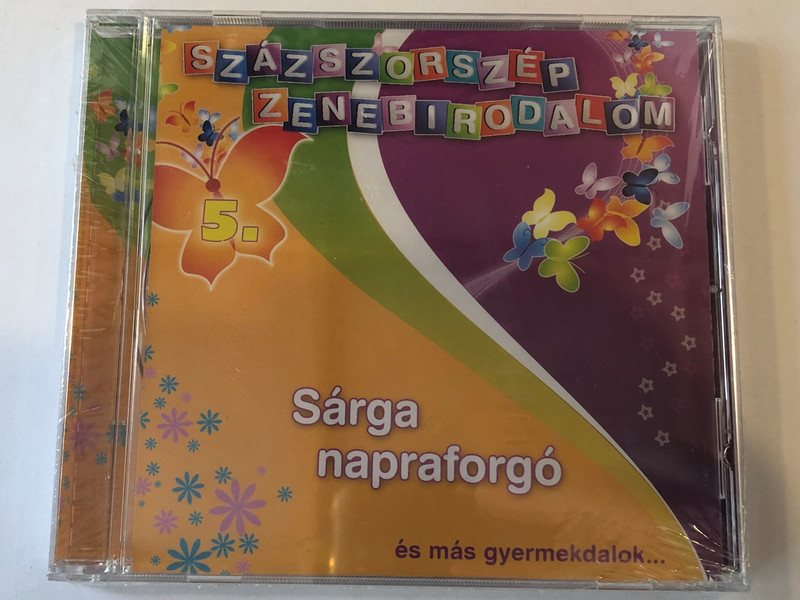 SZÁZSZORSZÉP
ZENEBIRODALOM
5.
Sárga
napraforgó
és más gyermekdalok...